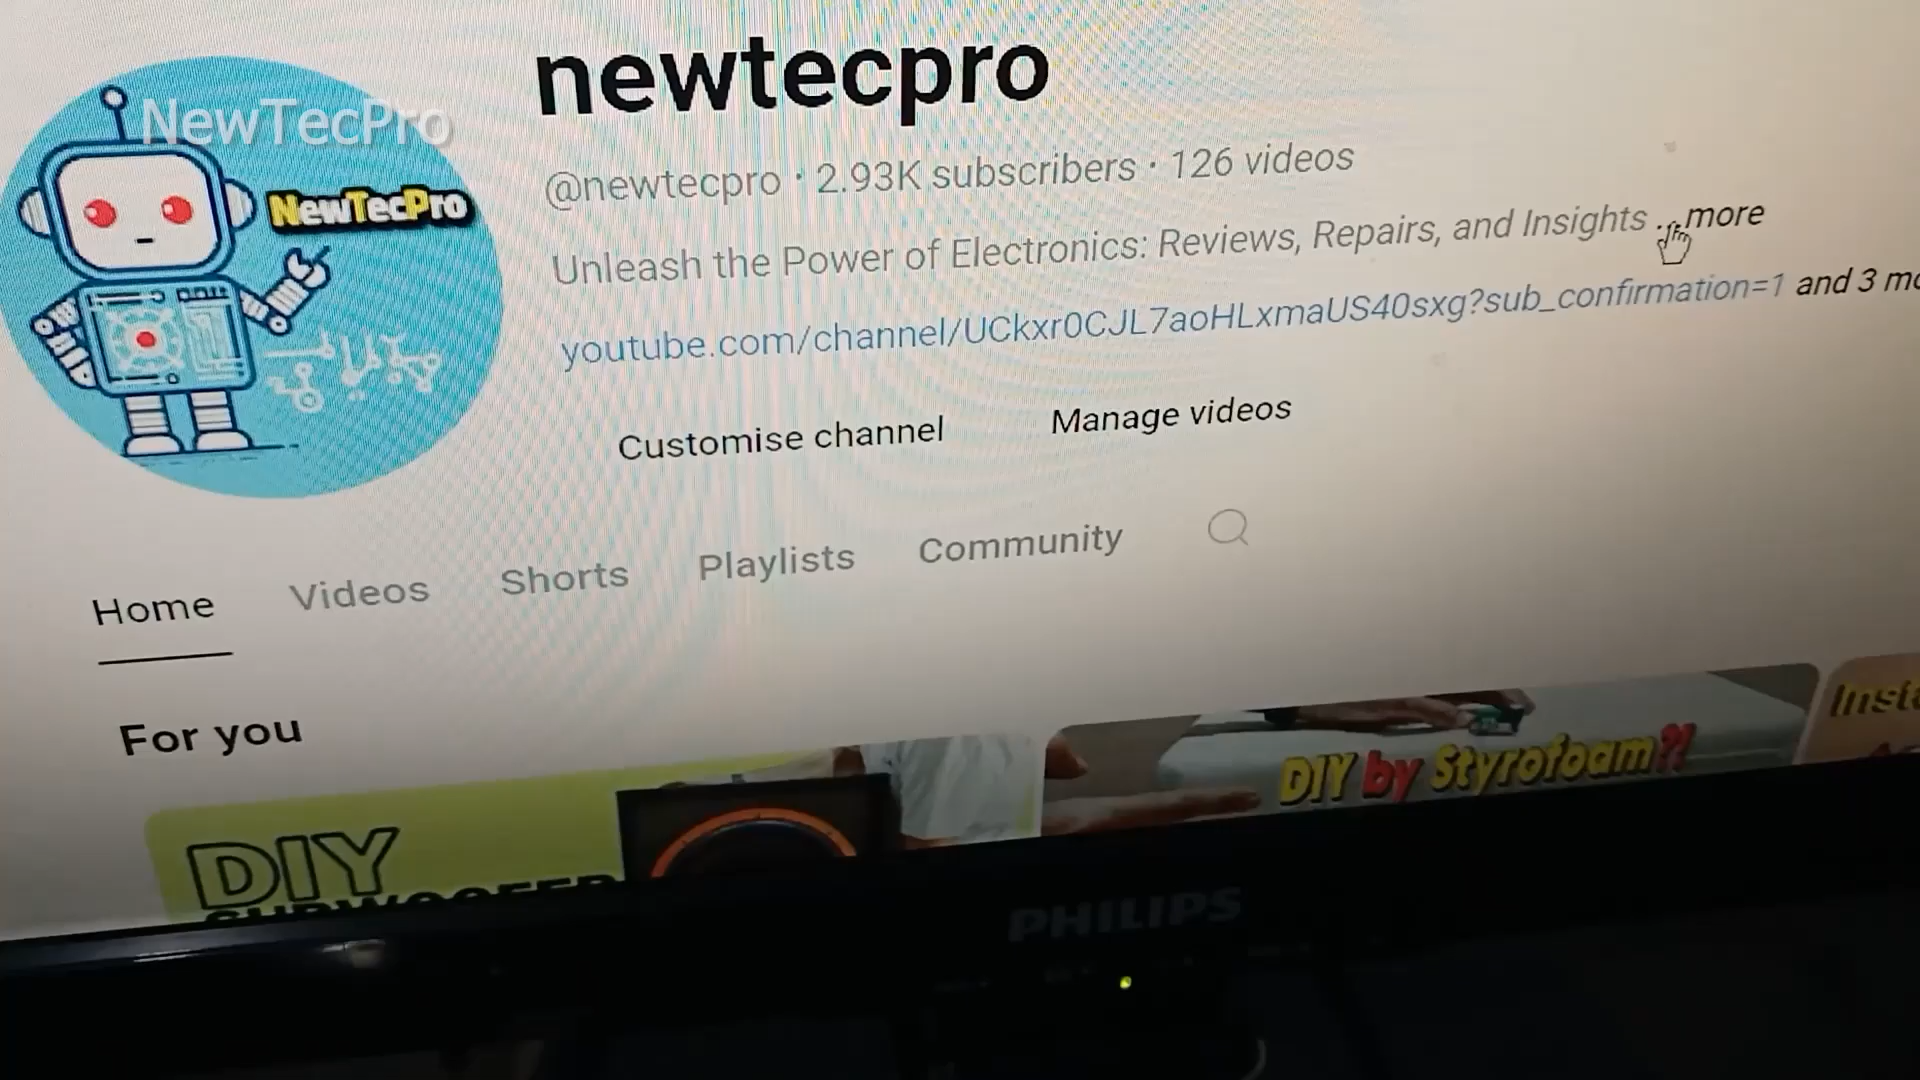 newtecpro
NewTecPro
NewTecPro
@newtecpro · 2.93K subscribers · 126 videos
Unleash the Power of Electronics: Reviews, Repairs, and Insights ...more
youtube.com/channel/UCkxr0CJL7aoHLxmaUS40sxg?sub_confirmation=1 and 3
Customise channel Manage videos
Home Videos Shorts Playlists Community
For you
DIY by Styrofoam?!
DIY
SUBWOOFER
PHILIPS